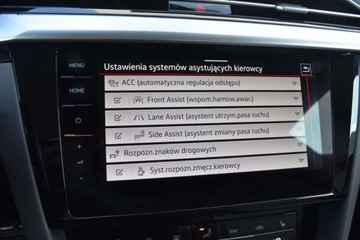 Ustawienia systemów asystujących kierowcy
MENU
ACC (automatyczna regulacja odstępu)
Front Assist (wspom.hamow.awar.)
HOME
Lane Assist (asystent utrzym.pasa ruchu)
Side Assist (asystent zmiany pasa ruchu)
Rozpozn.znaków drogowych
Syst.rozpozn.zmęcz.kierowcy